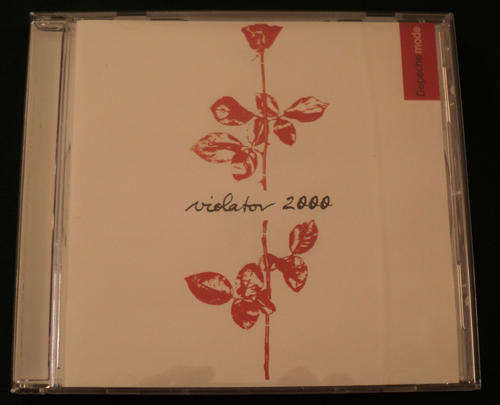 Depeche mode
violator 2000